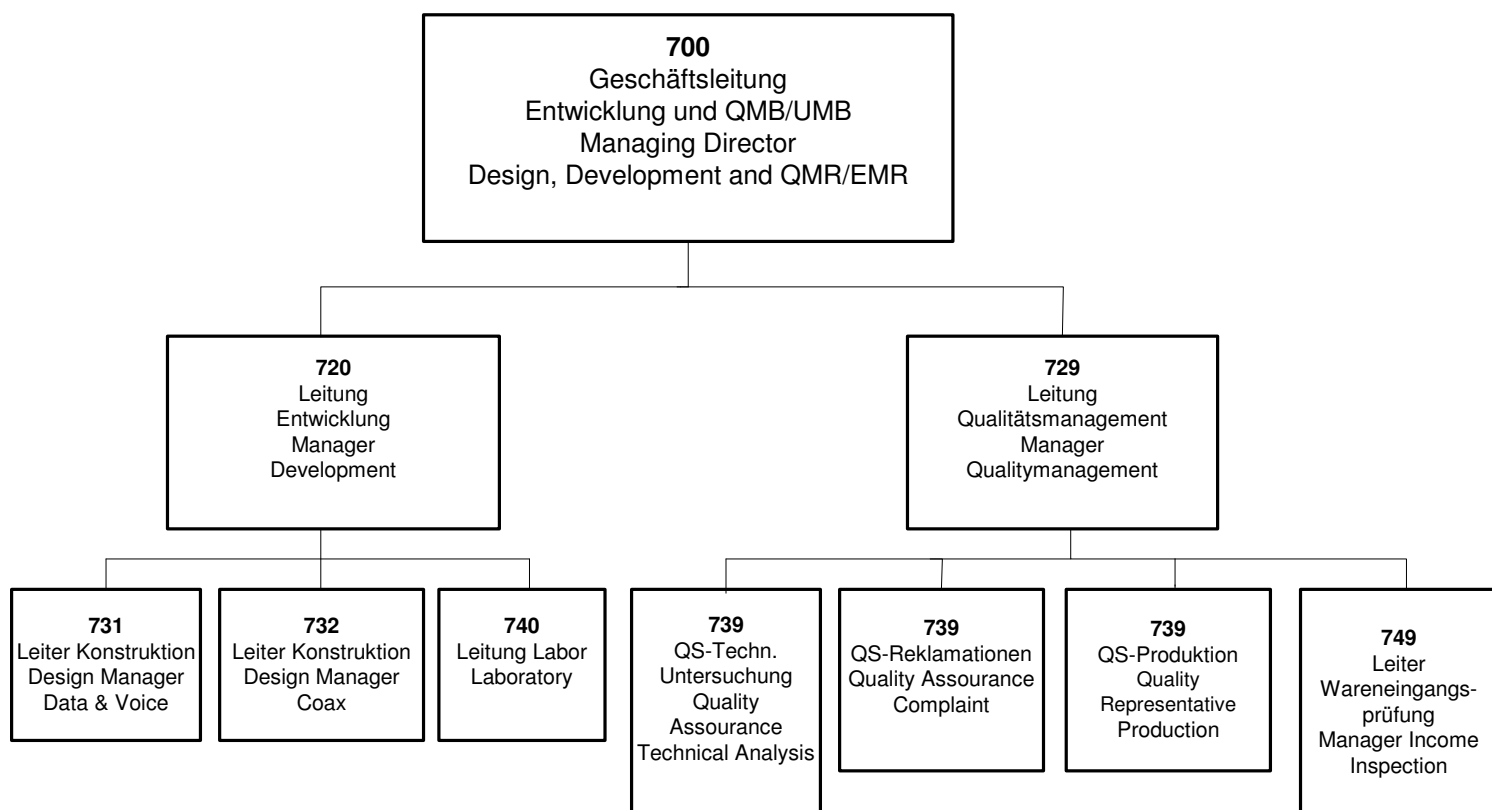 700
Geschäftsleitung
Entwicklung und QMB/UMB
Managing Director
Design, Development and QMR/EMR
720
Leitung
Entwicklung
Manager
Development
729
Leitung
Qualitätsmanagement
Manager
Qualitymanagement
731
Leiter Konstruktion
Design Manager
Data & Voice
732
Leiter Konstruktion
Design Manager
Coax
740
Leitung Labor
Laboratory
739
QS-Techn.
Untersuchung
Quality
Assourance
Technical Analysis
739
QS-Reklamationen
Quality Assourance
Complaint
739
QS-Produktion
Quality
Representative
Production
749
Leiter
Wareneingangs-
prüfung
Manager Income
Inspection